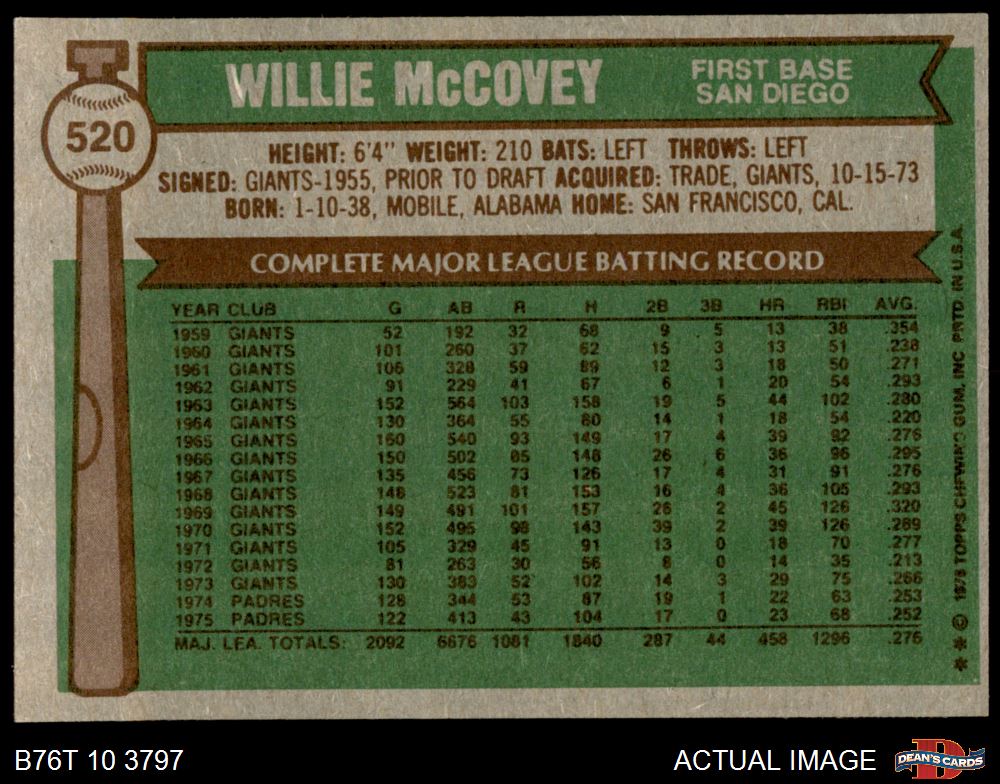 520
WILLIE McCOVEY
FIRST BASE
SAN DIEGO
HEIGHT: 6'4" WEIGHT: 210 BATS: LEFT THROWS: LEFT
SIGNED: GIANTS-1955, PRIOR TO DRAFT ACQUIRED: TRADE, GIANTS, 10-15-73
BORN: 1-10-38, MOBILE, ALABAMA HOME: SAN FRANCISCO, CAL.
COMPLETE MAJOR LEAGUE BATTING RECORD
YEAR CLUB G AB R H 2B 3B HR RBI AVG.
1959 GIANTS 52 192 32 68 9 5 13 38 .354
1960 GIANTS 101 260 37 62 15 3 13 51 .238
1961 GIANTS 106 328 59 89 12 3 18 50 .271
1962 GIANTS 91 229 41 67 6 1 20 54 .293
1963 GIANTS 152 564 103 158 19 5 44 102 .280
1964 GIANTS 130 364 55 80 14 1 18 54 .220
1965 GIANTS 160 540 93 149 17 4 39 92 .276
1966 GIANTS 150 502 85 148 26 6 36 96 .295
1967 GIANTS 135 456 73 126 17 4 31 91 .276
1968 GIANTS 148 523 81 153 16 4 36 105 .293
1969 GIANTS 149 491 101 157 26 2 45 126 .320
1970 GIANTS 152 495 98 143 39 2 39 126 .289
1971 GIANTS 105 329 45 91 13 0 18 70 .277
1972 GIANTS 81 263 30 56 8 0 14 35 .213
1973 GIANTS 130 383 52 102 14 3 29 75 .266
1974 PADRES 128 344 53 87 19 1 22 63 .253
1975 PADRES 122 413 43 104 17 0 23 68 .252
MAJ. LEA. TOTALS: 2092 6676 1081 1840 287 44 458 1296 .276
* * © 1976 TOPPS CHEWING GUM, INC PRTD. IN U.S.A.
B76T 10 3797
ACTUAL IMAGE
D
DEAN'S CARDS